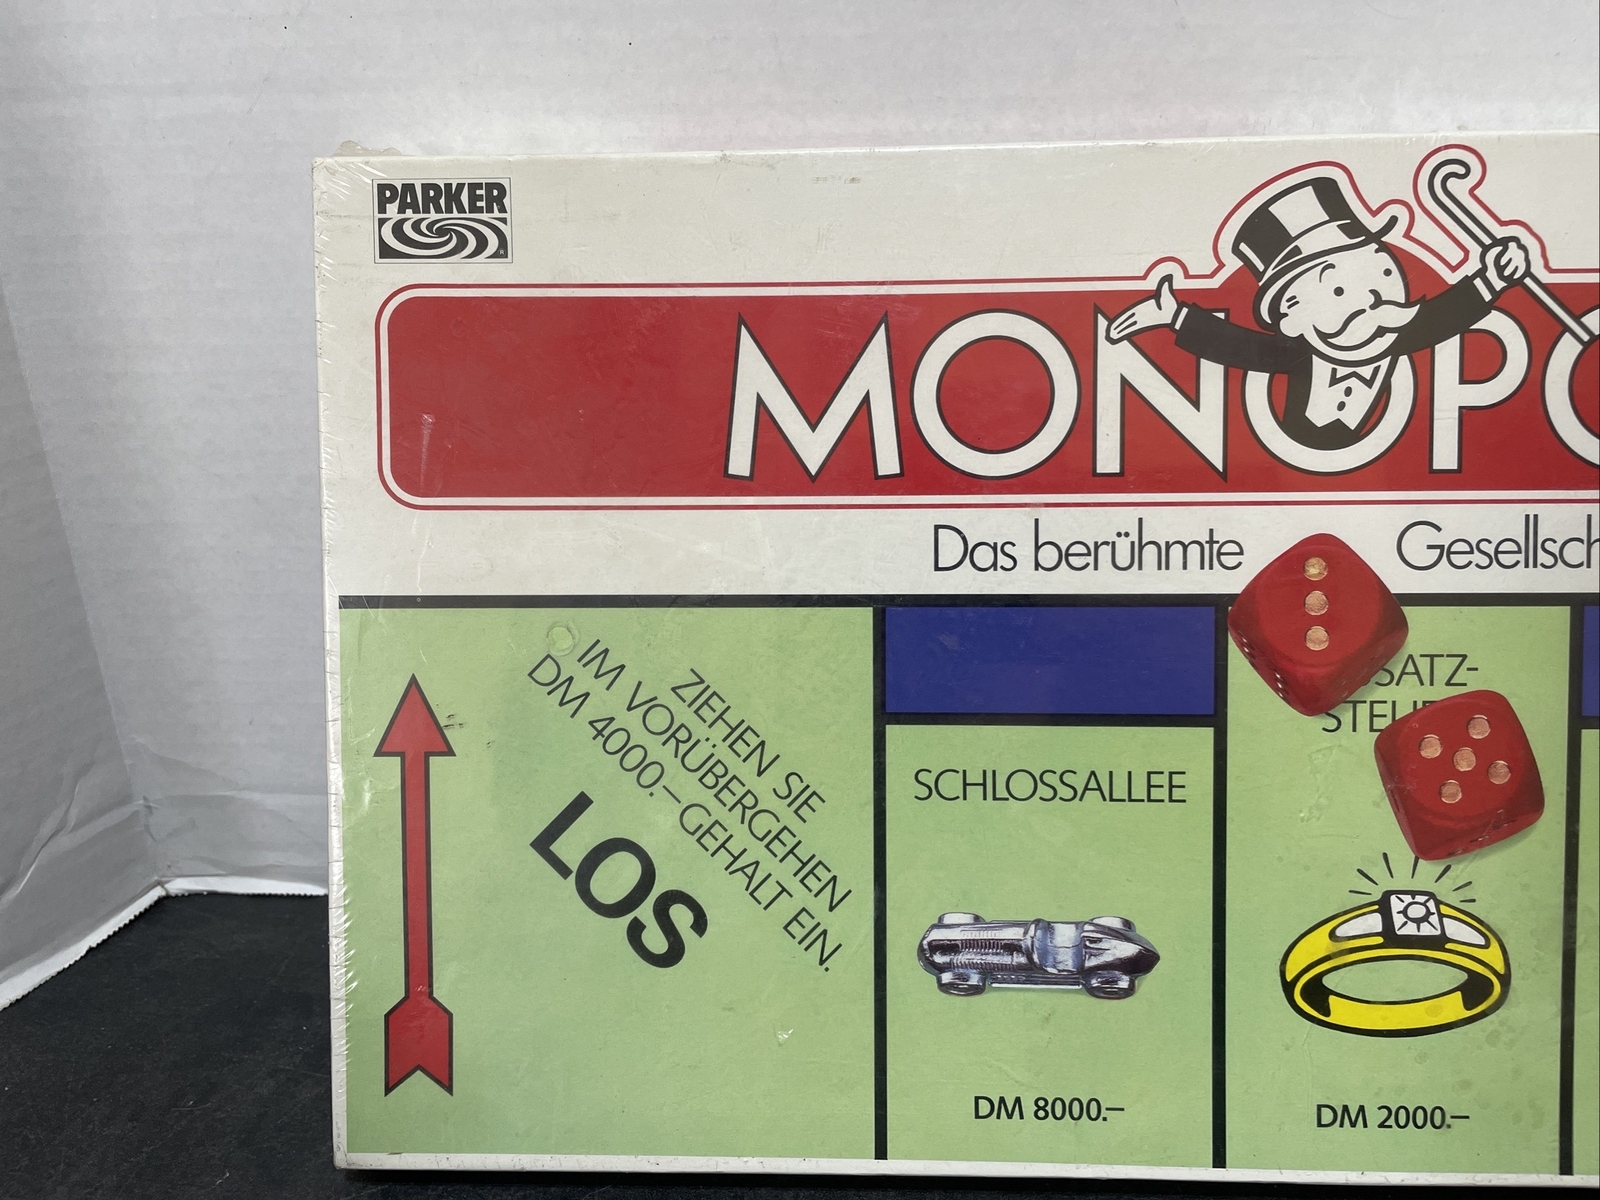 PARKER
MONOPO
Das berühmte Gesellsch
ZIEHEN SIE
IM VORÜBERGEHEN
DM 4000.– GEHALT EIN.
LOS
SCHLOSSALLEE
DM 8000.–
SATZ-
STEUE
DM 2000.–